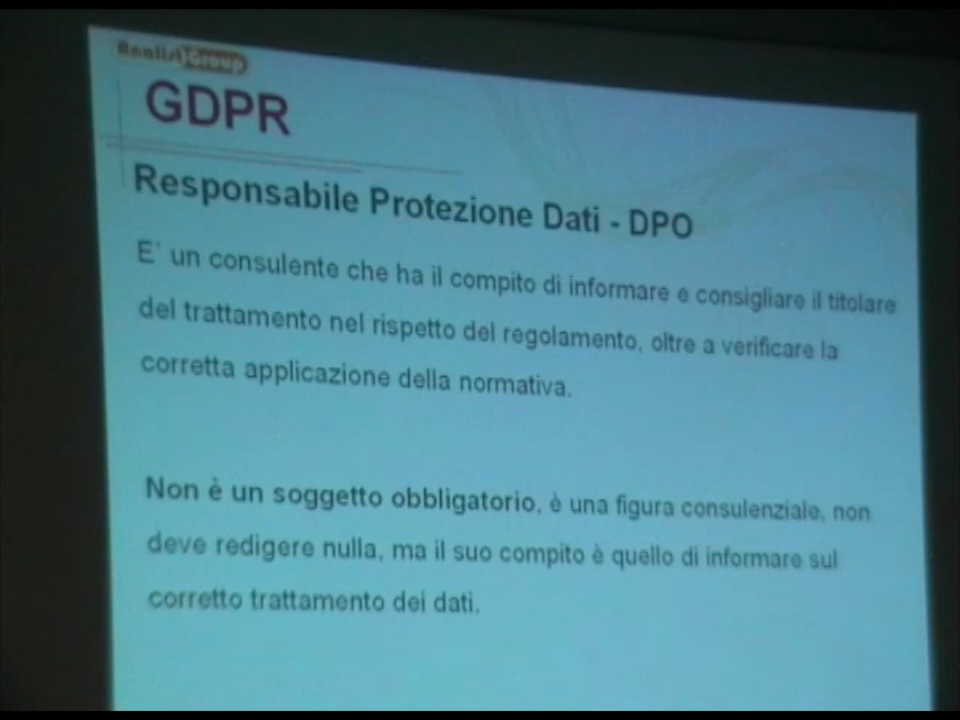 Analist Group
GDPR
Responsabile Protezione Dati - DPO
E' un consulente che ha il compito di informare e consigliare il titolare
del trattamento nel rispetto del regolamento, oltre a verificare la
corretta applicazione della normativa.
Non è un soggetto obbligatorio, è una figura consulenziale, non
deve redigere nulla, ma il suo compito è quello di informare sul
corretto trattamento dei dati.